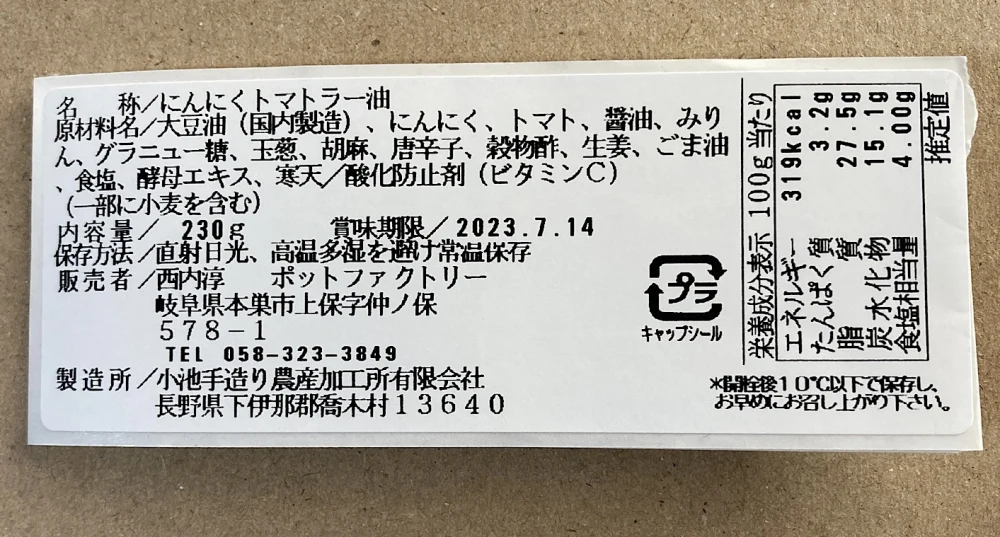 名　　称／にんにくトマトラー油
原材料名／大豆油（国内製造）、にんにく、トマト、醤油、みり
ん、グラニュー糖、玉葱、胡麻、唐辛子、穀物酢、生姜、ごま油
、食塩、酵母エキス、寒天／酸化防止剤（ビタミンC）
（一部に小麦を含む）
内容量／ 230g　　賞味期限／2023.7.14
保存方法／直射日光、高温多湿を避け常温保存
販売者／西内淳　ポットファクトリー
岐阜県本巣市上保字仲ノ保
５７８−１
TEL 058-323-3849
製造所／小池手造り農産加工所有限会社
長野県下伊那郡喬木村１３６４０
プラ
キャップシール
栄養成分表示 100g 当たり
エネルギー 319kcal
たんぱく質 3.2g
脂質 27.5g
炭水化物 15.1g
食塩相当量 4.00g
推定値
*開栓後１０℃以下で保存し、
お早めにお召し上がり下さい。